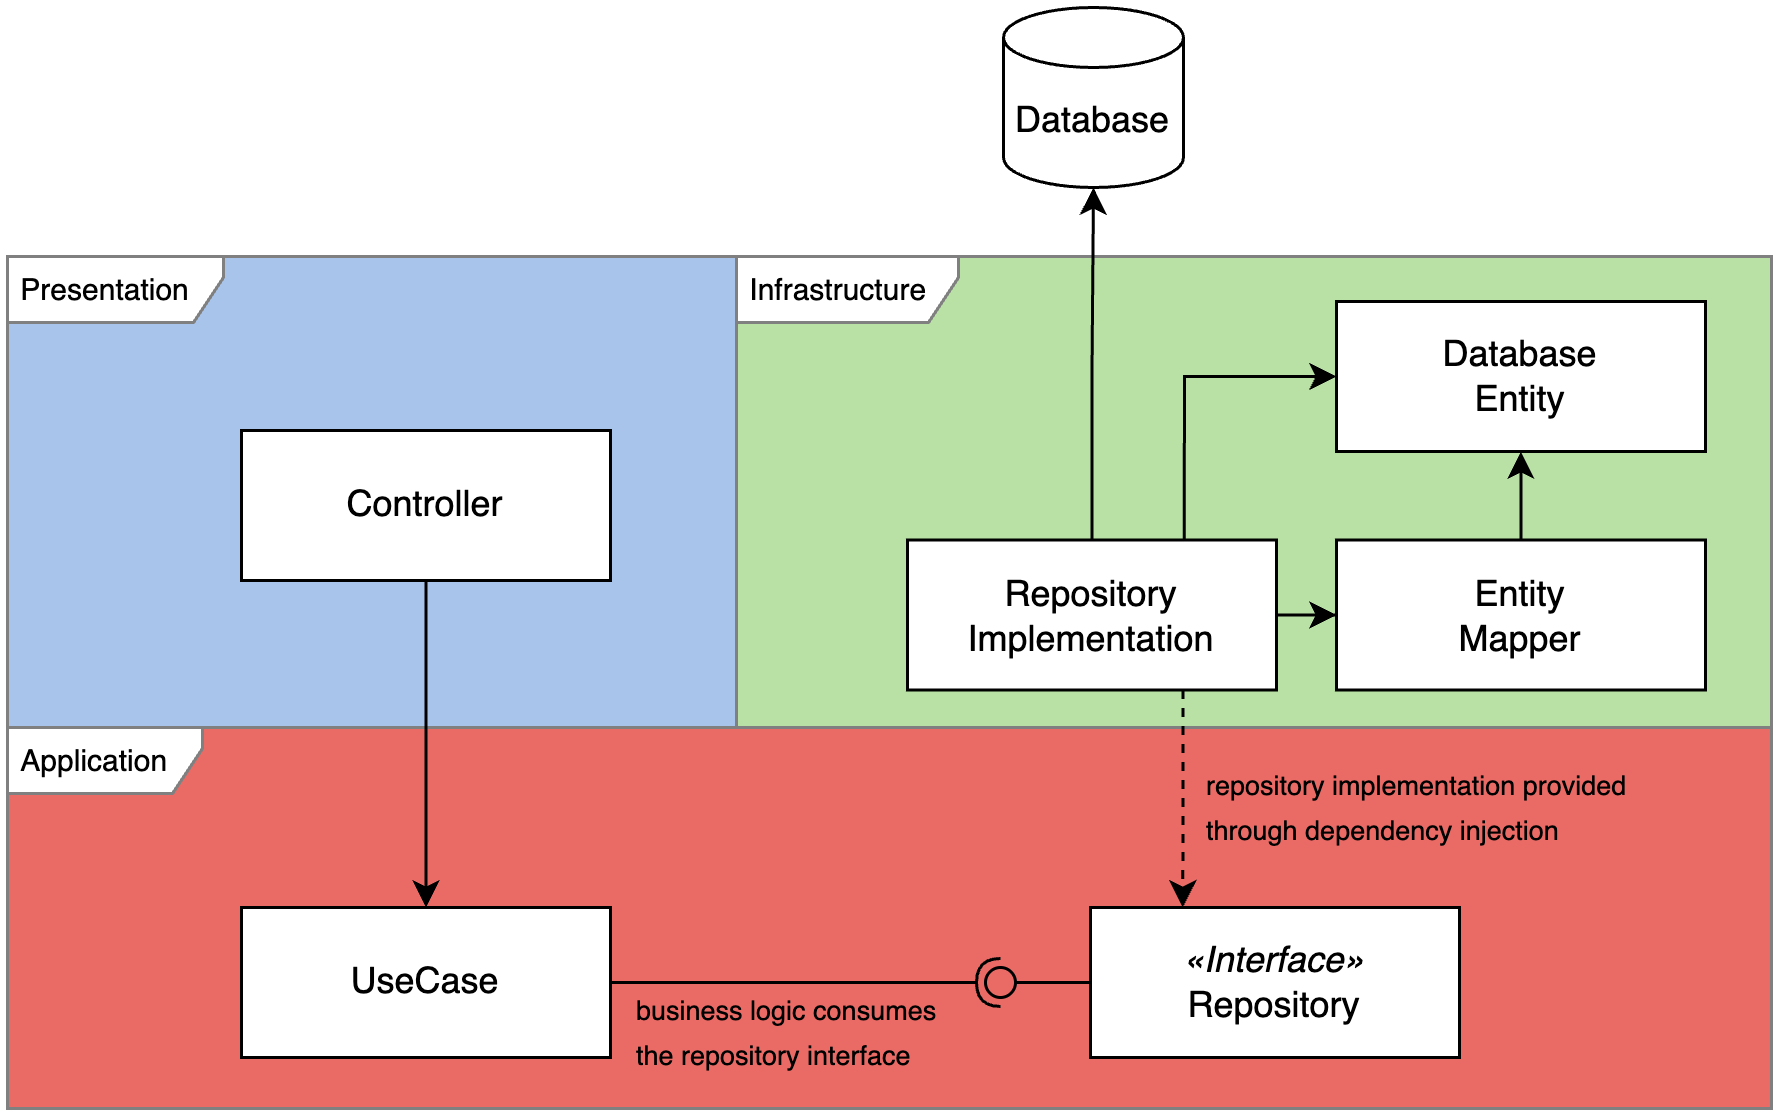 Database
Presentation
Infrastructure
Database
Entity
Controller
Repository
Implementation
Entity
Mapper
Application
repository implementation provided
through dependency injection
UseCase
business logic consumes
the repository interface
«Interface»
Repository